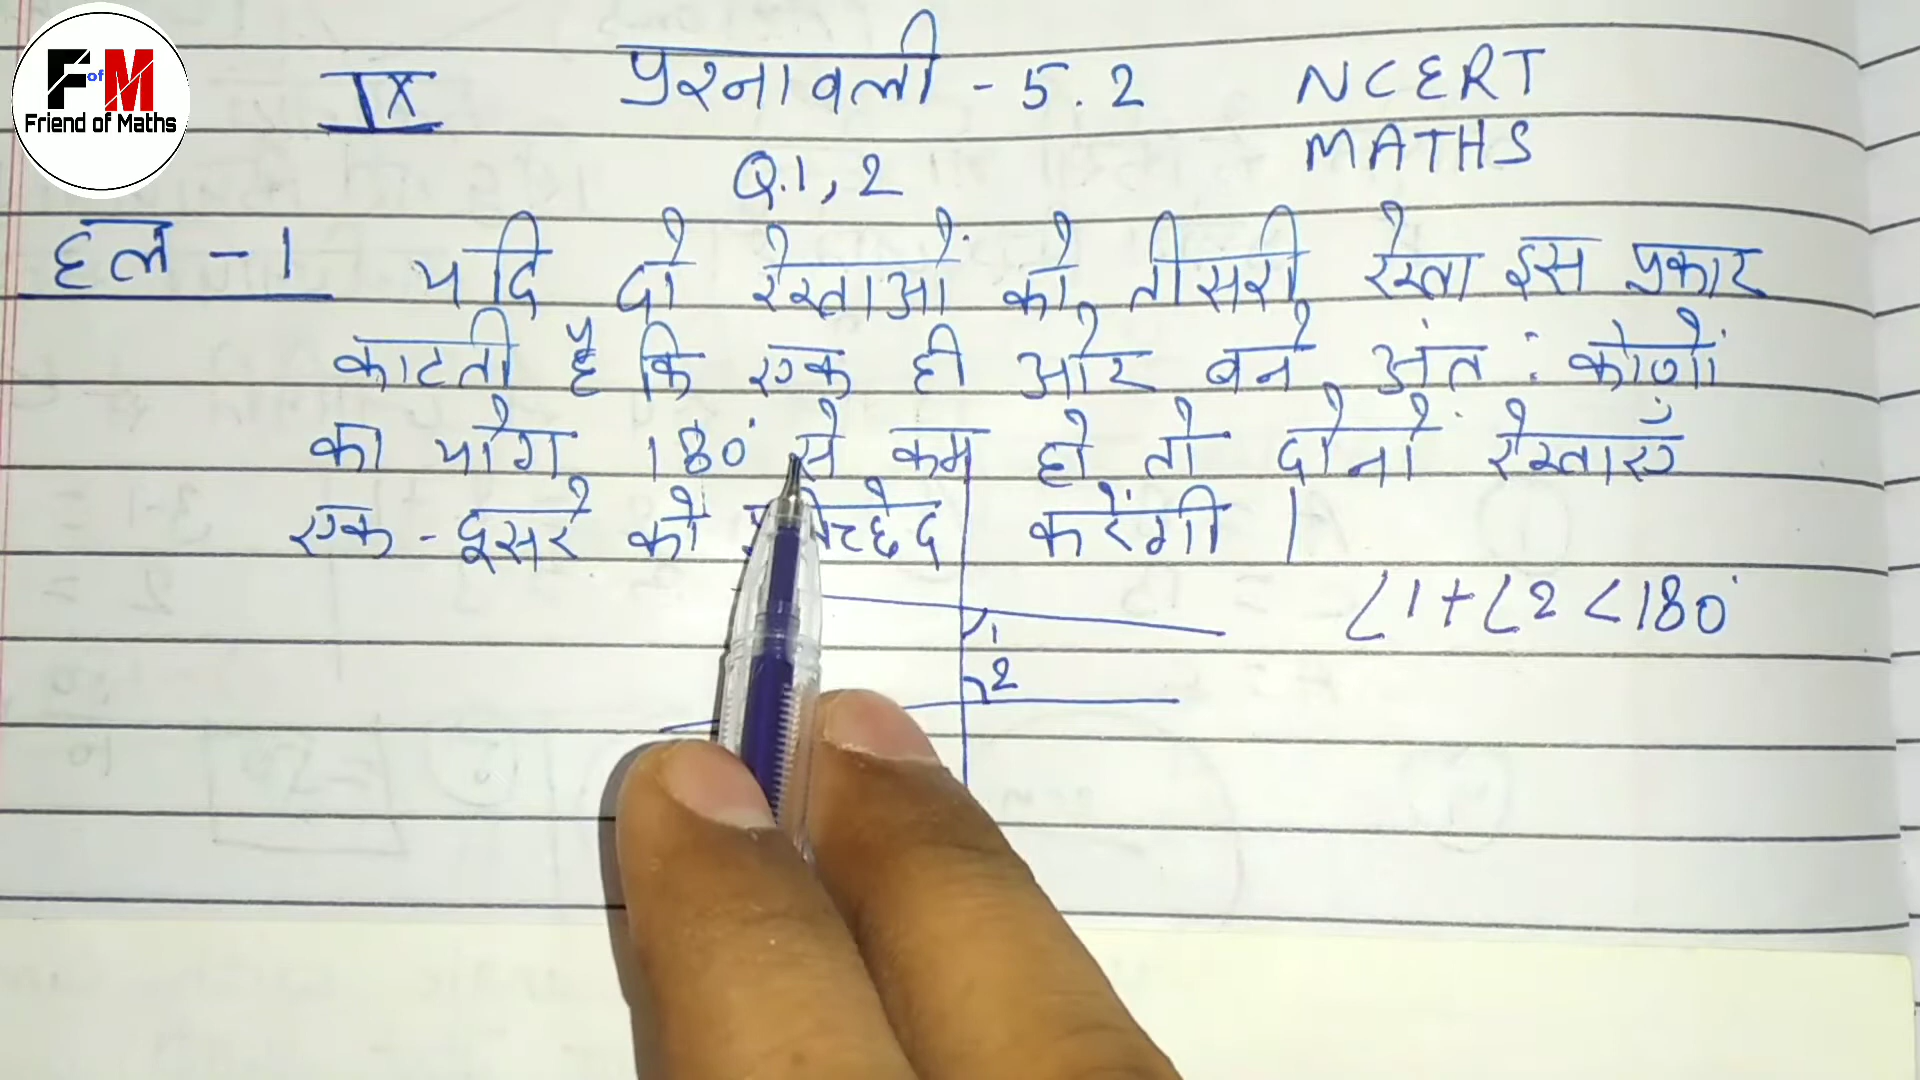 F of M
Friend of Maths
IX प्रश्नावली - 5.2 NCERT
MATHS
Q.1, 2
हल - 1 यदि दो रेखाओं को तीसरी रेखा इस प्रकार
काटती है कि एक ही ओर बने अंत: कोणों
का योग 180° से कम हो तो दोनों रेखाएँ
एक - दूसरे को करेंगी |
∠1+∠2 <180°
1
2